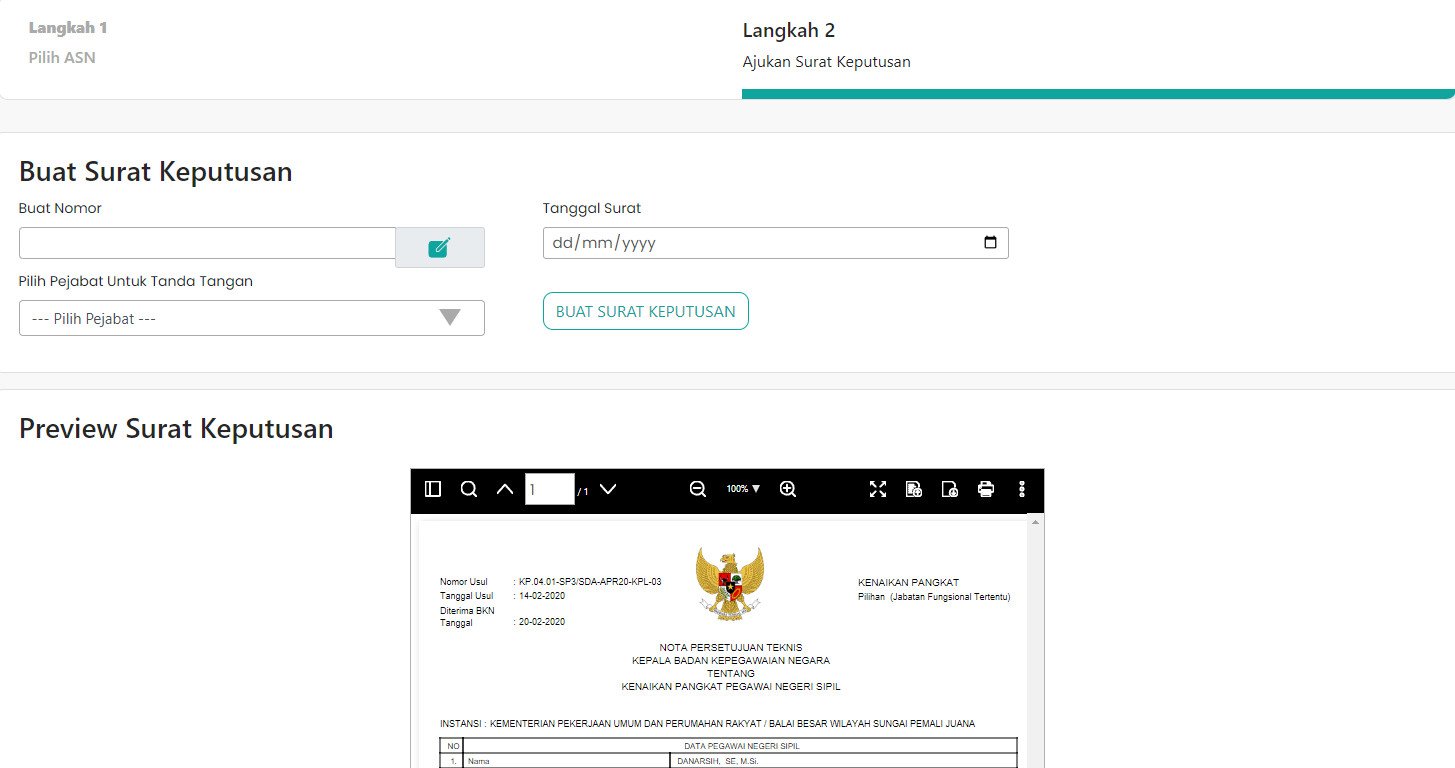 Langkah 1
Pilih ASN
Langkah 2
Ajukan Surat Keputusan
Buat Surat Keputusan
Buat Nomor
Tanggal Surat
dd/mm/yyyy
Pilih Pejabat Untuk Tanda Tangan
--- Pilih Pejabat ---
BUAT SURAT KEPUTUSAN
Preview Surat Keputusan
1 / 1
100%
Nomor Usul : KP.04.01-SP3/SDA-APR20-KPL-03
Tanggal Usul : 14-02-2020
Diterima BKN
Tanggal : 20-02-2020
KENAIKAN PANGKAT
Pilihan (Jabatan Fungsional Tertentu)
NOTA PERSETUJUAN TEKNIS
KEPALA BADAN KEPEGAWAIAN NEGARA
TENTANG
KENAIKAN PANGKAT PEGAWAI NEGERI SIPIL
INSTANSI : KEMENTERIAN PEKERJAAN UMUM DAN PERUMAHAN RAKYAT / BALAI BESAR WILAYAH SUNGAI PEMALI JUANA
NO DATA PEGAWAI NEGERI SIPIL
1. Nama DANARSIH, SE, M.Si.